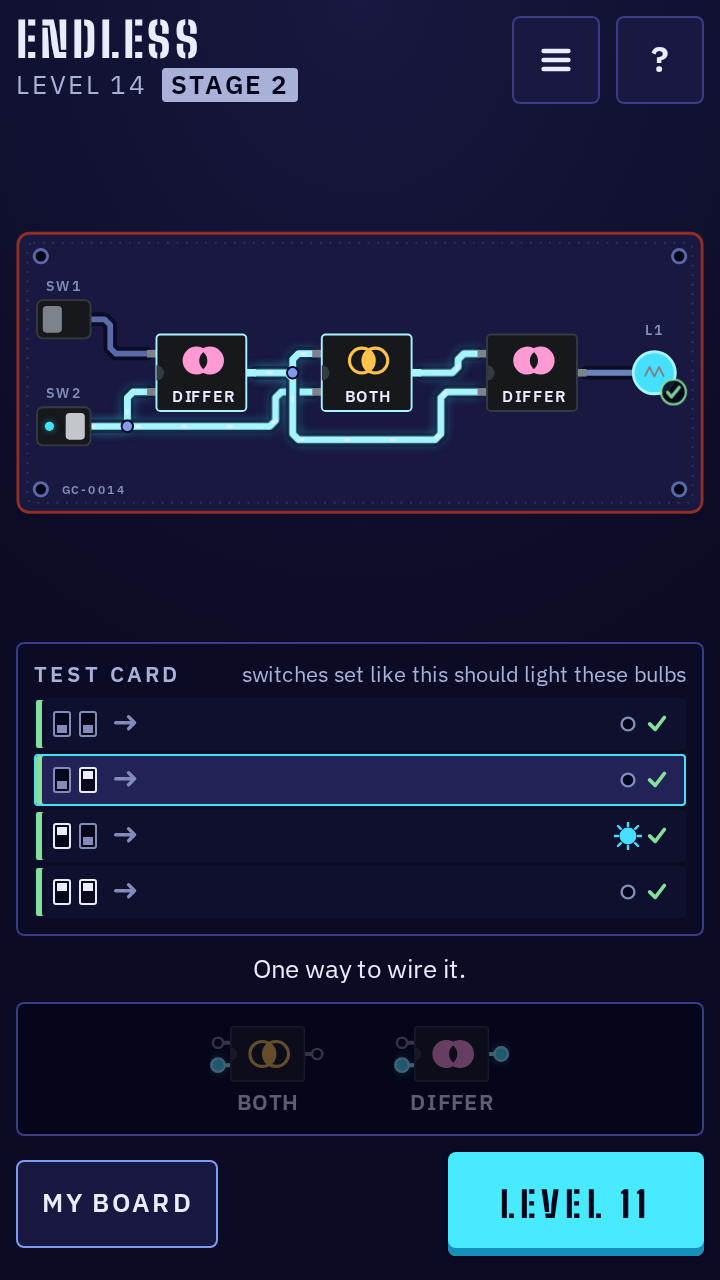 ENDLESS
LEVEL 14 STAGE 2
?
SW1
L1
SW2
DIFFER
BOTH
DIFFER
GC-0014
TEST CARD switches set like this should light these bulbs
One way to wire it.
BOTH
DIFFER
MY BOARD
LEVEL 11